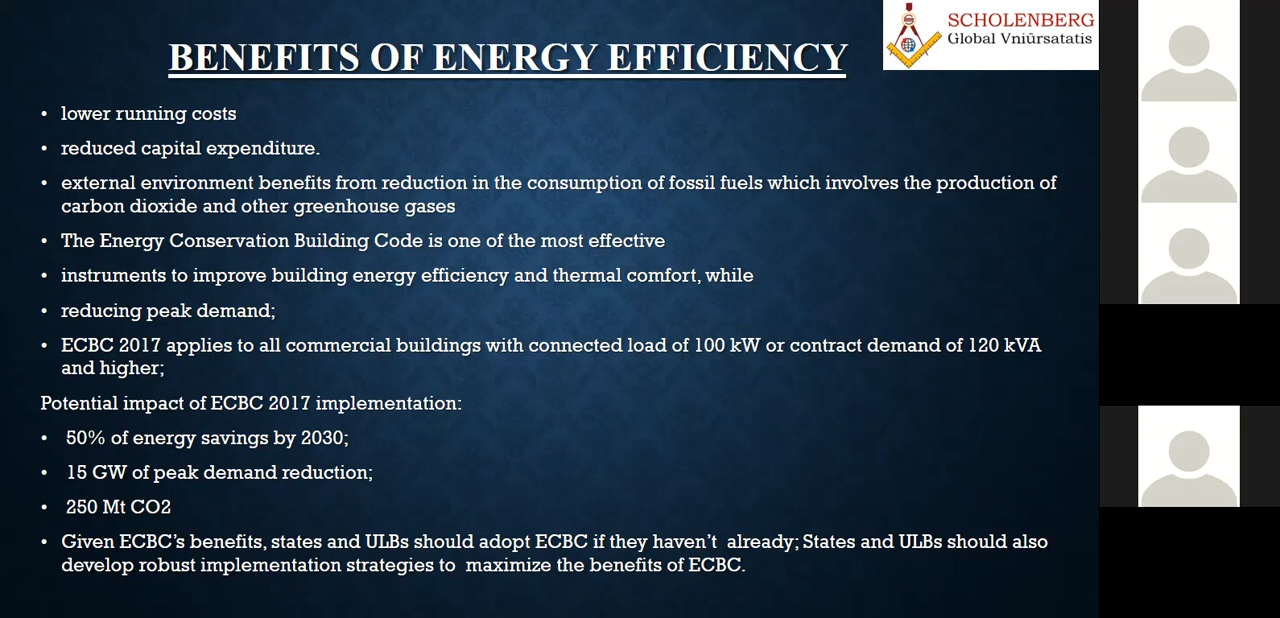 SCHOLENBERG
Global Vniûrsatatis
BENEFITS OF ENERGY EFFICIENCY
• lower running costs
• reduced capital expenditure.
• external environment benefits from reduction in the consumption of fossil fuels which involves the production of
carbon dioxide and other greenhouse gases
• The Energy Conservation Building Code is one of the most effective
• instruments to improve building energy efficiency and thermal comfort, while
• reducing peak demand;
• ECBC 2017 applies to all commercial buildings with connected load of 100 kW or contract demand of 120 kVA
and higher;
Potential impact of ECBC 2017 implementation:
• 50% of energy savings by 2030;
• 15 GW of peak demand reduction;
• 250 Mt CO2
• Given ECBC's benefits, states and ULBs should adopt ECBC if they haven't already; States and ULBs should also
develop robust implementation strategies to maximize the benefits of ECBC.